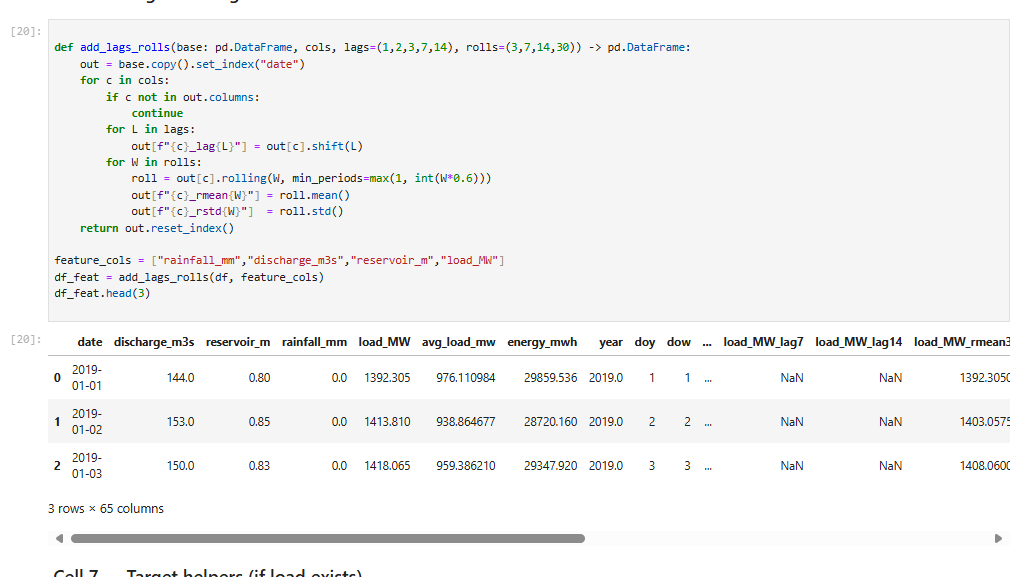 [20]:
def add_lags_rolls(base: pd.DataFrame, cols, lags=(1,2,3,7,14), rolls=(3,7,14,30)) -> pd.DataFrame:
    out = base.copy().set_index("date")
    for c in cols:
        if c not in out.columns:
            continue
        for L in lags:
            out[f"{c}_lag{L}"] = out[c].shift(L)
        for W in rolls:
            roll = out[c].rolling(W, min_periods=max(1, int(W*0.6)))
            out[f"{c}_rmean{W}"] = roll.mean()
            out[f"{c}_rstd{W}"]  = roll.std()
    return out.reset_index()
feature_cols = ["rainfall_mm","discharge_m3s","reservoir_m","load_MW"]
df_feat = add_lags_rolls(df, feature_cols)
df_feat.head(3)
[20]:
date discharge_m3s reservoir_m rainfall_mm load_MW avg_load_mw energy_mwh year doy dow ... load_MW_lag7 load_MW_lag14 load_MW_rmean3
0 2019-01-01 144.0 0.80 0.0 1392.305 976.110984 29859.536 2019.0 1 1 ... NaN NaN 1392.3050
1 2019-01-02 153.0 0.85 0.0 1413.810 938.864677 28720.160 2019.0 2 2 ... NaN NaN 1403.0575
2 2019-01-03 150.0 0.83 0.0 1418.065 959.386210 29347.920 2019.0 3 3 ... NaN NaN 1408.0600
3 rows × 65 columns
Cell 7 — Target helpers (if load exists)